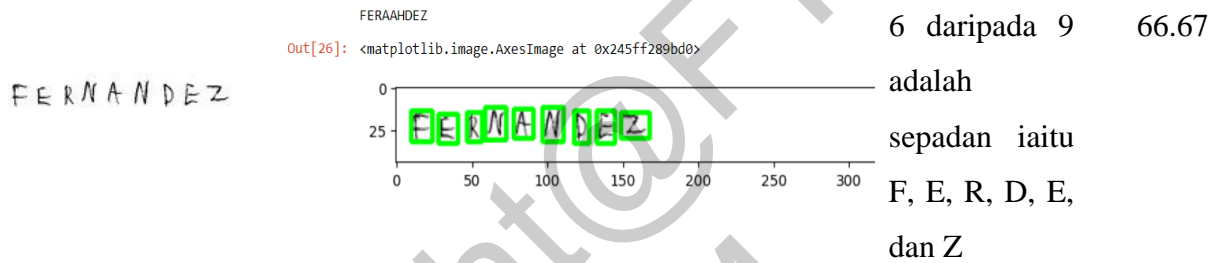 FERNANDEZ
FERAAHDEZ
Out[26]: <matplotlib.image.AxesImage at 0x245ff289bd0>
0
25
FERNANDEZ
0 50 100 150 200 250 300
6 daripada 9
adalah
sepadan iaitu
F, E, R, D, E,
dan Z
66.67